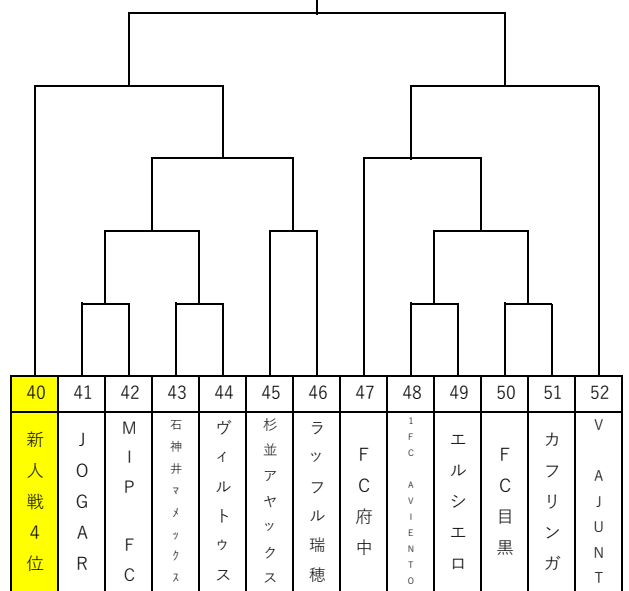 40 41 42 43 44 45 46 47 48 49 50 51 52
新人戦4位
JOGAR
MIP FC
石神井マメックス
ヴィルトゥス
杉並アヤックス
ラッフル瑞穂
FC府中
1FC AVIENTO
エルシエロ
FC目黒
カフリンガ
V AJUNT